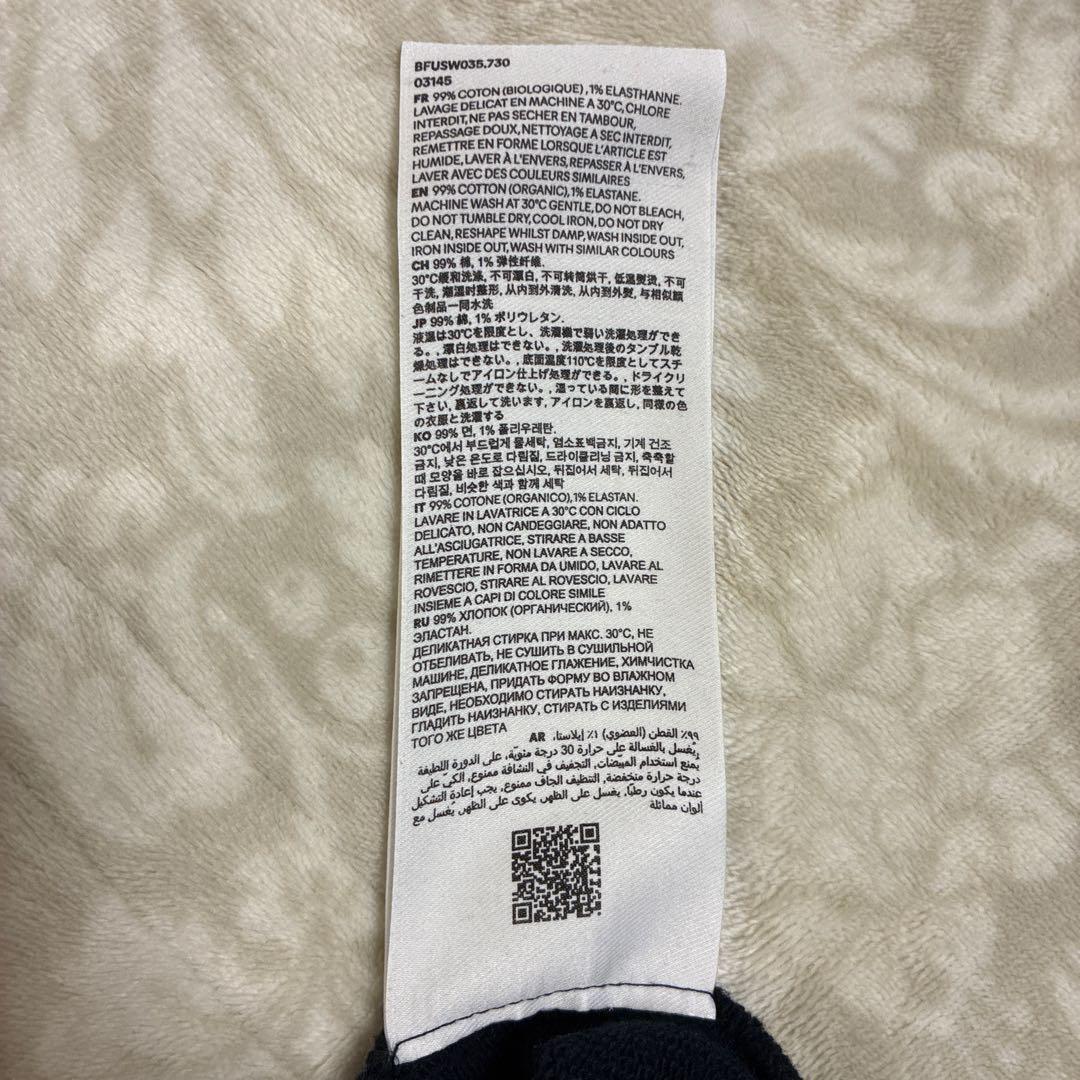 BFUSW035.730
03145
FR 99% COTON (BIOLOGIQUE), 1% ELASTHANNE.
LAVAGE DELICAT EN MACHINE A 30°C, CHLORE
INTERDIT, NE PAS SECHER EN TAMBOUR,
REPASSAGE DOUX, NETTOYAGE A SEC INTERDIT,
REMETTRE EN FORME LORSQUE L'ARTICLE EST
HUMIDE, LAVER À L'ENVERS, REPASSER À L'ENVERS,
LAVER AVEC DES COULEURS SIMILAIRES
EN 99% COTTON (ORGANIC), 1% ELASTANE.
MACHINE WASH AT 30°C GENTLE, DO NOT BLEACH,
DO NOT TUMBLE DRY, COOL IRON, DO NOT DRY
CLEAN, RESHAPE WHILST DAMP, WASH INSIDE OUT,
IRON INSIDE OUT, WASH WITH SIMILAR COLOURS
CH 99% 棉, 1% 弹性纤维.
30°C缓和洗涤, 不可漂白, 不可转筒烘干, 低温熨烫, 不可
干洗, 潮湿时整形, 从内到外清洗, 从内到外熨, 与相似颜
色制品一同水洗
JP 99% 綿, 1% ポリウレタン.
液温は30℃を限度とし、洗濯機で弱い洗濯処理ができ
る。, 漂白処理はできない。, 洗濯処理後のタンブル乾
燥処理はできない。, 底面温度110℃を限度としてスチ
ームなしでアイロン仕上げ処理ができる。, ドライクリ
ーニング処理ができない。, 湿っている間に形を整えて
下さい, 裏返して洗います, アイロンを裏返し, 同様の色
の衣服と洗濯する
KO 99% 면, 1% 폴리우레탄.
30°C에서 부드럽게 물세탁, 염소표백금지, 기계 건조
금지, 낮은 온도로 다림질, 드라이클리닝 금지, 축축할
때 모양을 바로 잡으십시오, 뒤집어서 세탁, 뒤집어서
다림질, 비슷한 색과 함께 세탁
IT 99% COTONE (ORGANICO), 1% ELASTAN.
LAVARE IN LAVATRICE A 30°C CON CICLO
DELICATO, NON CANDEGGIARE, NON ADATTO
ALL'ASCIUGATRICE, STIRARE A BASSE
TEMPERATURE, NON LAVARE A SECCO,
RIMETTERE IN FORMA DA UMIDO, LAVARE AL
ROVESCIO, STIRARE AL ROVESCIO, LAVARE
INSIEME A CAPI DI COLORE SIMILE
RU 99% ХЛОПОК (ОРГАНИЧЕСКИЙ), 1%
ЭЛАСТАН.
ДЕЛИКАТНАЯ СТИРКА ПРИ МАКС. 30°C, НЕ
ОТБЕЛИВАТЬ, НЕ СУШИТЬ В СУШИЛЬНОЙ
МАШИНЕ, ДЕЛИКАТНОЕ ГЛАЖЕНИЕ, ХИМЧИСТКА
ЗАПРЕЩЕНА, ПРИДАТЬ ФОРМУ ВО ВЛАЖНОМ
ВИДЕ, НЕОБХОДИМО СТИРАТЬ НАИЗНАНКУ,
ГЛАДИТЬ НАИЗНАНКУ, СТИРАТЬ С ИЗДЕЛИЯМИ
ТОГО ЖЕ ЦВЕТА
AR ٩٩٪ القطن (العضوي) ١٪ إيلاستا,
يُغسل بالغسالة على حرارة 30 درجة مئويّة, على الدورة اللطيفة
يمنع استخدام المبيّضات, التجفيف في النشافة ممنوع, الكيّ على
درجة حرارة منخفضة, التنظيف الجاف ممنوع, يجب إعادة التشكيل
عندما يكون رطبًا, يغسل على الظهر, يكوى على الظهر, يُغسل مع
ألوان مماثلة